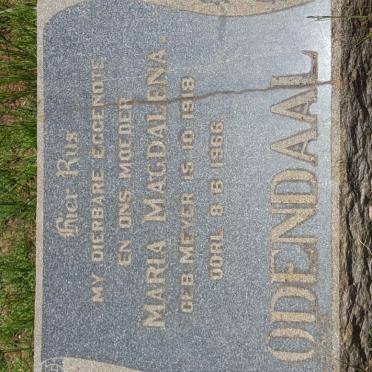 Hier Rus
MY DIERBARE EGGENOTE
EN ONS MOEDER
MARIA MAGDALENA
GEB MEYER 15·10·1918
OORL 8·6·1966
ODENDAAL